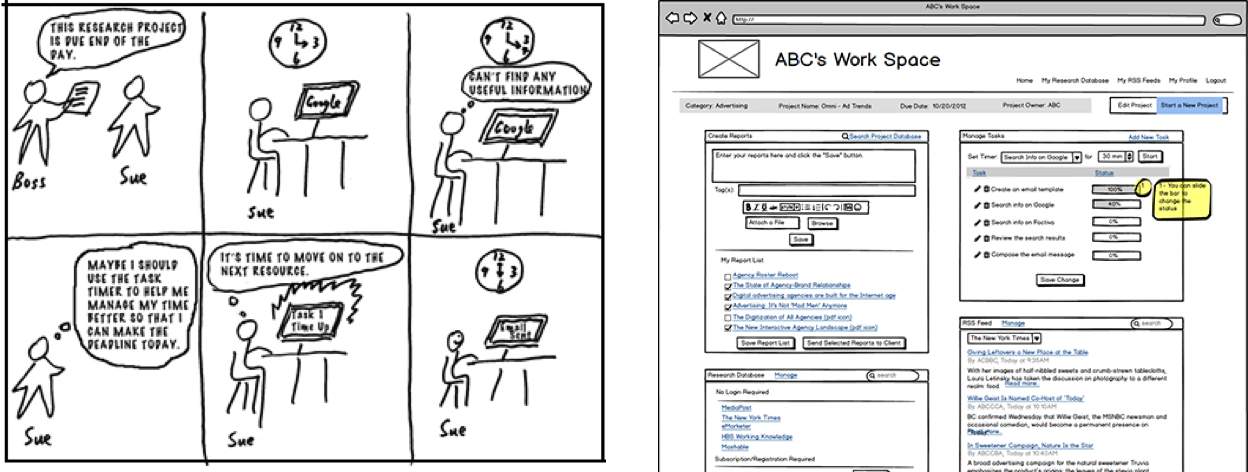 THIS RESEARCH PROJECT
IS DUE END OF THE
DAY.
Boss
Sue
12
9
3
6
Google
Sue
12
9
3
6
CAN'T FIND ANY
USEFUL INFORMATION
Google
Sue
MAYBE I SHOULD
USE THE TASK
TIMER TO HELP ME
MANAGE MY TIME
BETTER SO THAT I
CAN MAKE THE
DEADLINE TODAY.
Sue
IT'S TIME TO MOVE ON TO THE
NEXT RESOURCE.
Task 1
Time Up
Sue
12
9
3
6
Email
Sent
Sue
ABC's Work Space
http://
ABC's Work Space
Home My Research Database My RSS Feeds My Profile Logout
Category: Advertising Project Name: Omni - Ad Trends Due Date: 10/20/2012 Project Owner: ABC Edit Project Start a New Project
Create Reports Search Project Database
Enter your reports here and click the "Save" button.
Tag(s):
B I U abc style
Attach a File Browse
Save
My Report List
Agency Roster Reboot
The State of Agency-Brand Relationships
Digital advertising agencies are built for the Internet age
Advertising: It's Not 'Mad Men' Anymore
The Digitization of All Agencies (pdf icon)
The New Interactive Agency Landscape (pdf icon)
Save Report List Send Selected Reports to Client
Research Database Manage search
No Login Required
MediaPost
The New York Times
eMarketer
HBS Working Knowledge
Mashable
Subscription/Registration Required
Manage Tasks Add New Task
Set Timer: Search Info on Google for 30 min Start
Task Status
Create an email template 100%
Search info on Google 40%
Search info on Factiva 0%
Review the search results 0%
Compose the email message 0%
1
1 - You can slide
the bar to
change the
status
Save Change
RSS Feed Manage search
The New York Times
Giving Leftovers a New Place at the Table
By ACBBC, Today at 9:35AM
With her images of half-nibbled sweets and crumb-strewn tablecloths,
Laura Letinsky has taken the discussion on photography to a different
realm: food. Read more..
Willie Geist Is Named Co-Host of 'Today'
By ABCCCA, Today at 10:10AM
BC confirmed Wednesday that Willie Geist, the MSNBC newsman and
occasional comedian, would become a permanent presence on
In Sweetener Campaign, Nature Is the Star
By ABCCBA, Today at 10:40AM
A broad advertising campaign for the natural sweetener Truvia
emphasizes the product's origins, the leaves of the stevia plant